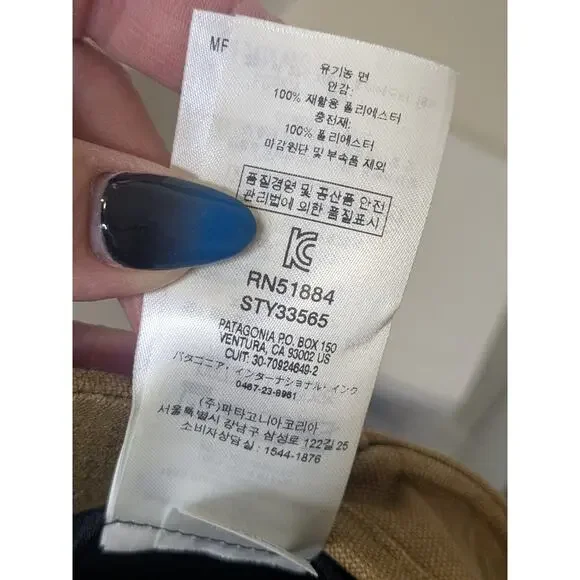 유기농 면
안감:
100% 재활용 폴리에스터
충전재:
100% 폴리에스터
마감원단 및 부속품 제외
품질경영 및 공산품 안전
관리법에 의한 품질표시
RN51884
STY33565
PATAGONIA P.O. BOX 150
VENTURA, CA 93002 US
CUIT: 30-70924649-2
パタゴニア・インターナショナル・インク
0467-23-8961
(주)파타고니아코리아
서울특별시 강남구 삼성로 122길 25
소비자상담실 : 1544-1876